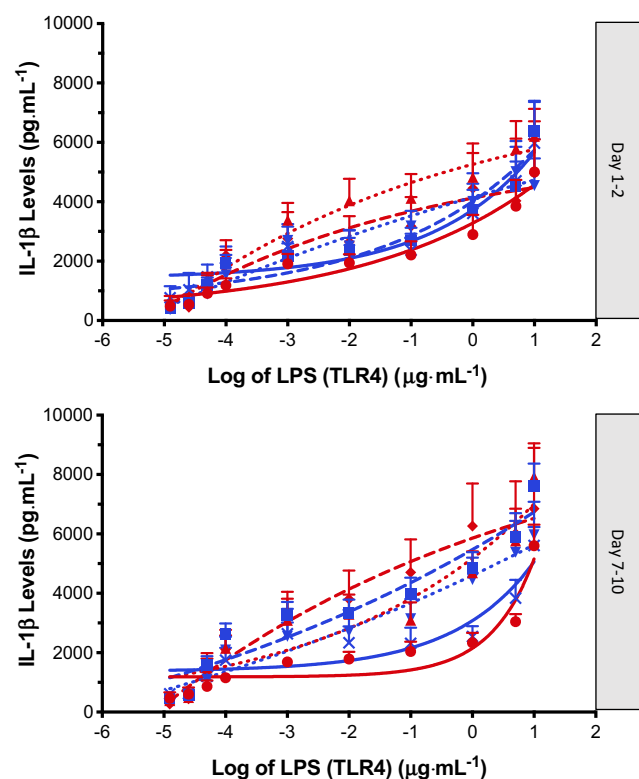 10000
8000
6000
4000
2000
0
IL-1β Levels (pg.mL-1)
-6 -5 -4 -3 -2 -1 0 1 2
Log of LPS (TLR4) (μg·mL-1)
Day 1-2
10000
8000
6000
4000
2000
0
IL-1β Levels (pg.mL-1)
-6 -5 -4 -3 -2 -1 0 1 2
Log of LPS (TLR4) (μg·mL-1)
Day 7-10